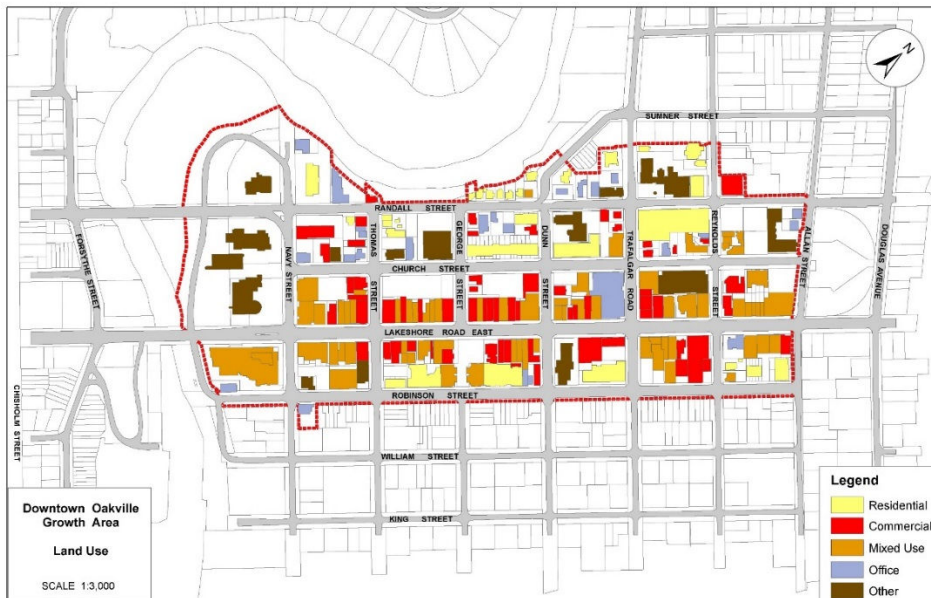 N
SUMNER STREET
RANDALL STREET
FORSYTHE STREET
NAVY STREET
THOMAS
STREET
GEORGE
STREET
DUNN
STREET
TRAFALGAR
ROAD
REYNOLDS
STREET
ALLAN STREET
DOUGLAS AVENUE
CHURCH STREET
LAKESHORE ROAD EAST
ROBINSON STREET
CHISHOLM STREET
WILLIAM STREET
KING STREET
Downtown Oakville
Growth Area
Land Use
SCALE 1:3,000
Legend
Residential
Commercial
Mixed Use
Office
Other